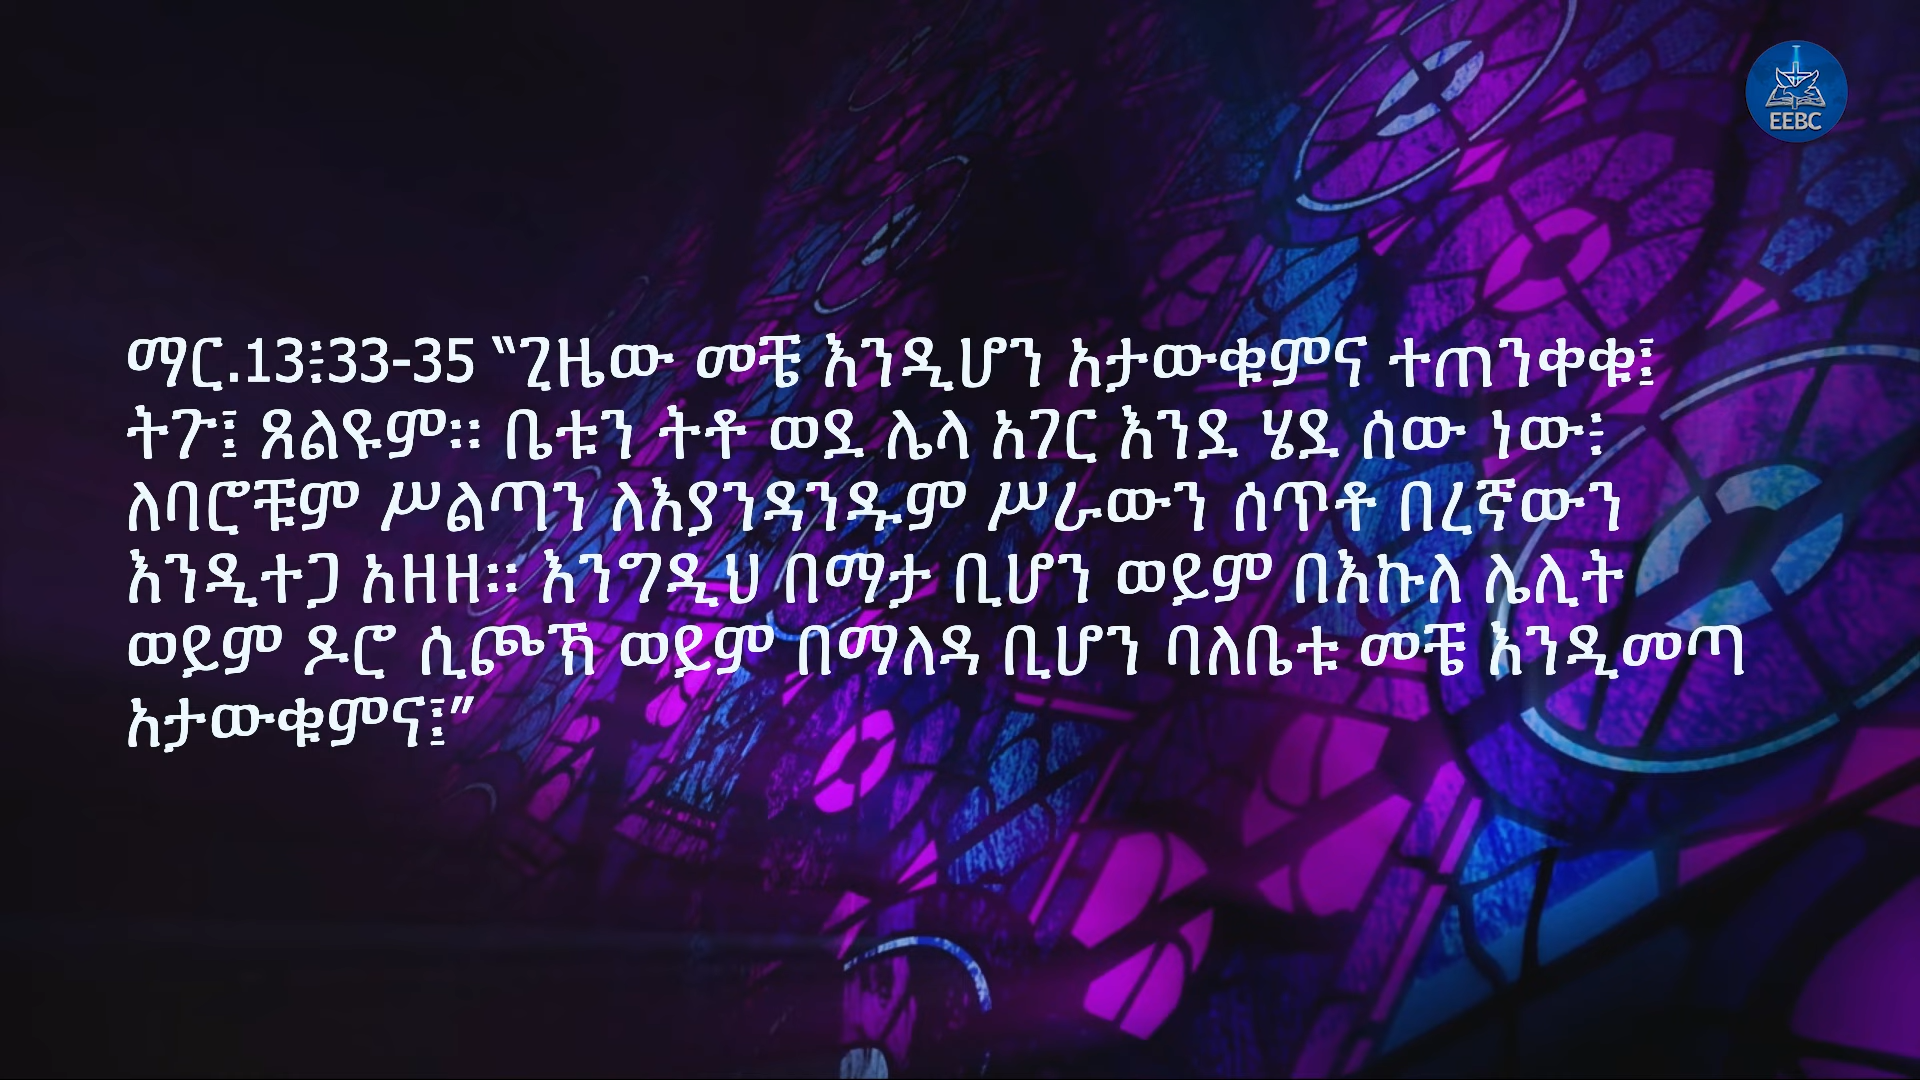 EEBC
ማር.13፥33-35 “ጊዜው መቼ እንዲሆን አታውቁምና ተጠንቀቁ፤
ትጉ፤ ጸልዩም። ቤቱን ትቶ ወደ ሌላ አገር እንደ ሄደ ሰው ነው፥
ለባሮቹም ሥልጣን ለእያንዳንዱም ሥራውን ሰጥቶ በረኛውን
እንዲተጋ አዘዘ። እንግዲህ በማታ ቢሆን ወይም በእኩለ ሌሊት
ወይም ዶሮ ሲጮኽ ወይም በማለዳ ቢሆን ባለቤቱ መቼ እንዲመጣ
አታውቁምና፤”